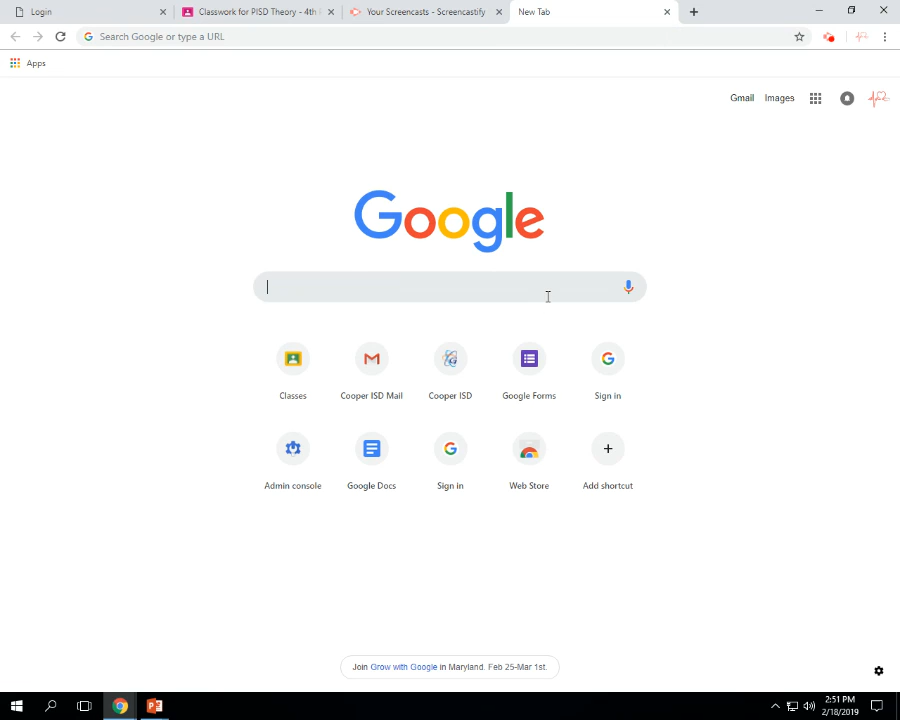 Login
Classwork for PISD Theory - 4th
Your Screencasts - Screencastify
New Tab
Search Google or type a URL
Apps
Gmail
Images
Google
Classes
Cooper ISD Mail
Cooper ISD
Google Forms
Sign in
Admin console
Google Docs
Sign in
Web Store
Add shortcut
Join Grow with Google in Maryland. Feb 25-Mar 1st.
2:51 PM
2/18/2019